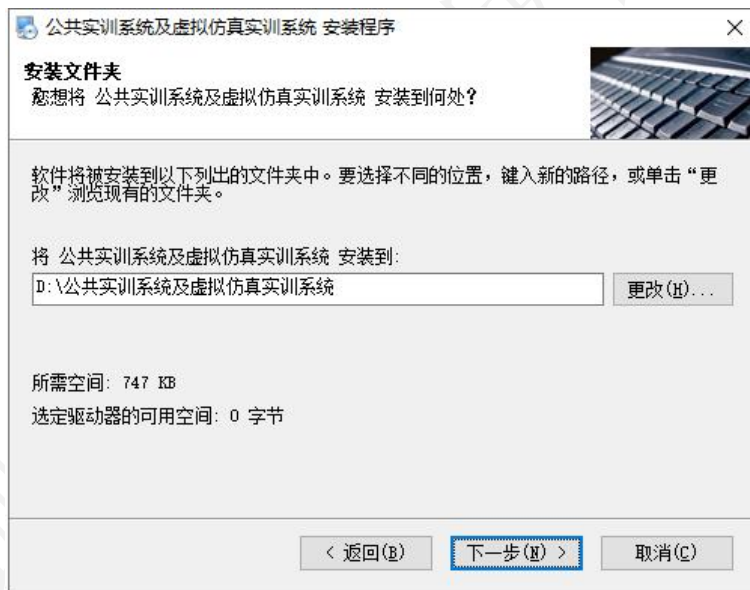 公共实训系统及虚拟仿真实训系统 安装程序
安装文件夹
您想将 公共实训系统及虚拟仿真实训系统 安装到何处？
软件将被安装到以下列出的文件夹中。要选择不同的位置，键入新的路径，或单击“更
改”浏览现有的文件夹。
将 公共实训系统及虚拟仿真实训系统 安装到:
D:\公共实训系统及虚拟仿真实训系统
更改(H)...
所需空间: 747 KB
选定驱动器的可用空间: 0 字节
< 返回(B)
下一步(N) >
取消(C)